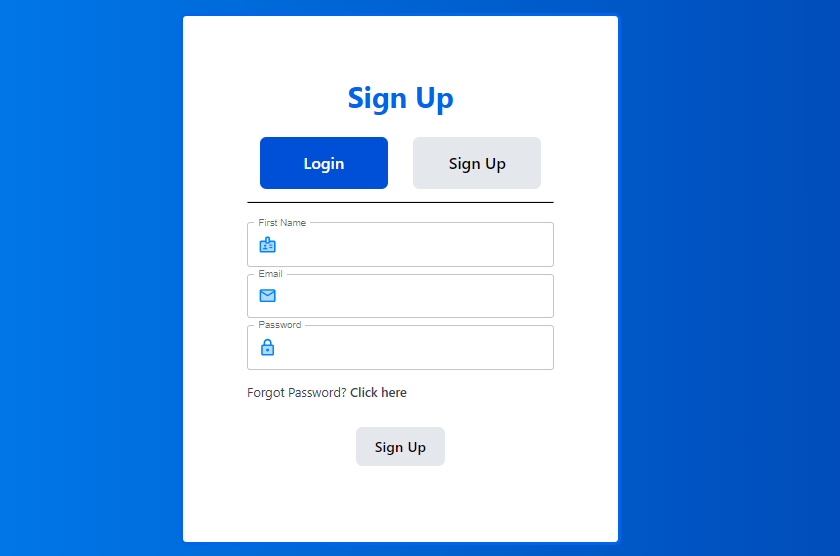 Sign Up
Login
Sign Up
First Name
Email
Password
Forgot Password? Click here
Sign Up